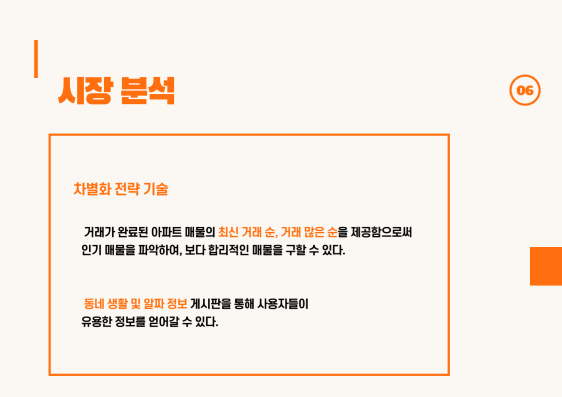 시장 분석
06
차별화 전략 기술
거래가 완료된 아파트 매물의 최신 거래 순, 거래 많은 순을 제공함으로써
인기 매물을 파악하여, 보다 합리적인 매물을 구할 수 있다.
동네 생활 및 알짜 정보 게시판을 통해 사용자들이
유용한 정보를 얻어갈 수 있다.